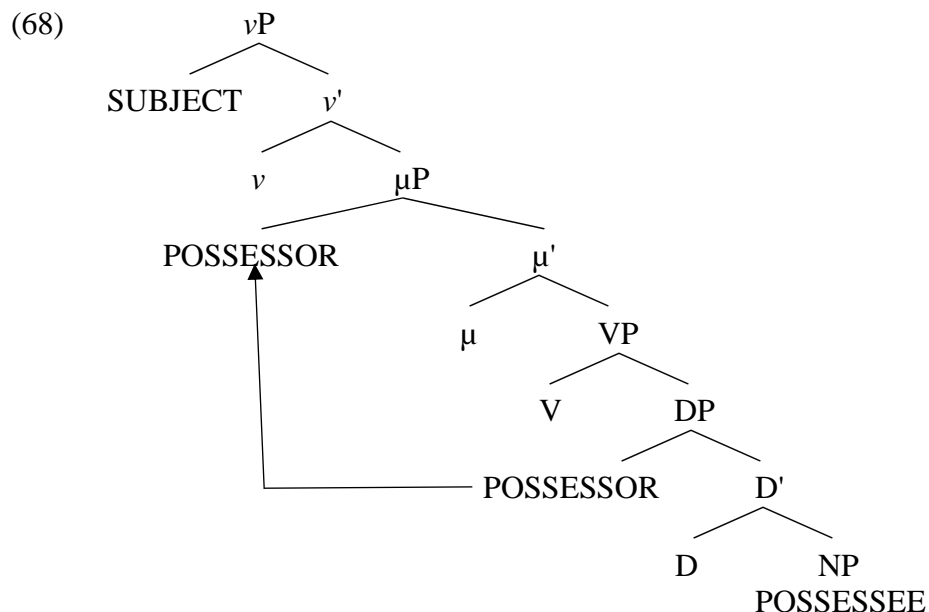 (68) vP
SUBJECT v'
v µP
POSSESSOR µ'
µ VP
V DP
POSSESSOR D'
D NP
POSSESSEE